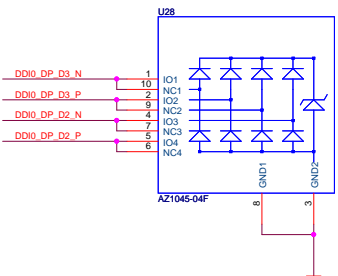 U28
DDI0_DP_D3_N 1 IO1
10 NC1
DDI0_DP_D3_P 2 IO2
9 NC2
DDI0_DP_D2_N 4 IO3
7 NC3
DDI0_DP_D2_P 5 IO4
6 NC4
GND1
GND2
AZ1045-04F
8
3